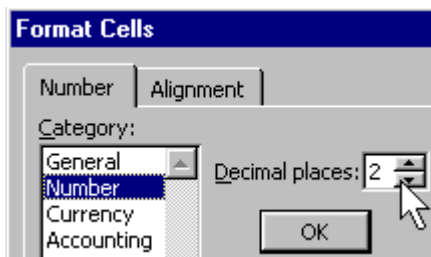 Format Cells
Number Alignment
Category:
General
Number
Currency
Accounting
Decimal places: 2
OK